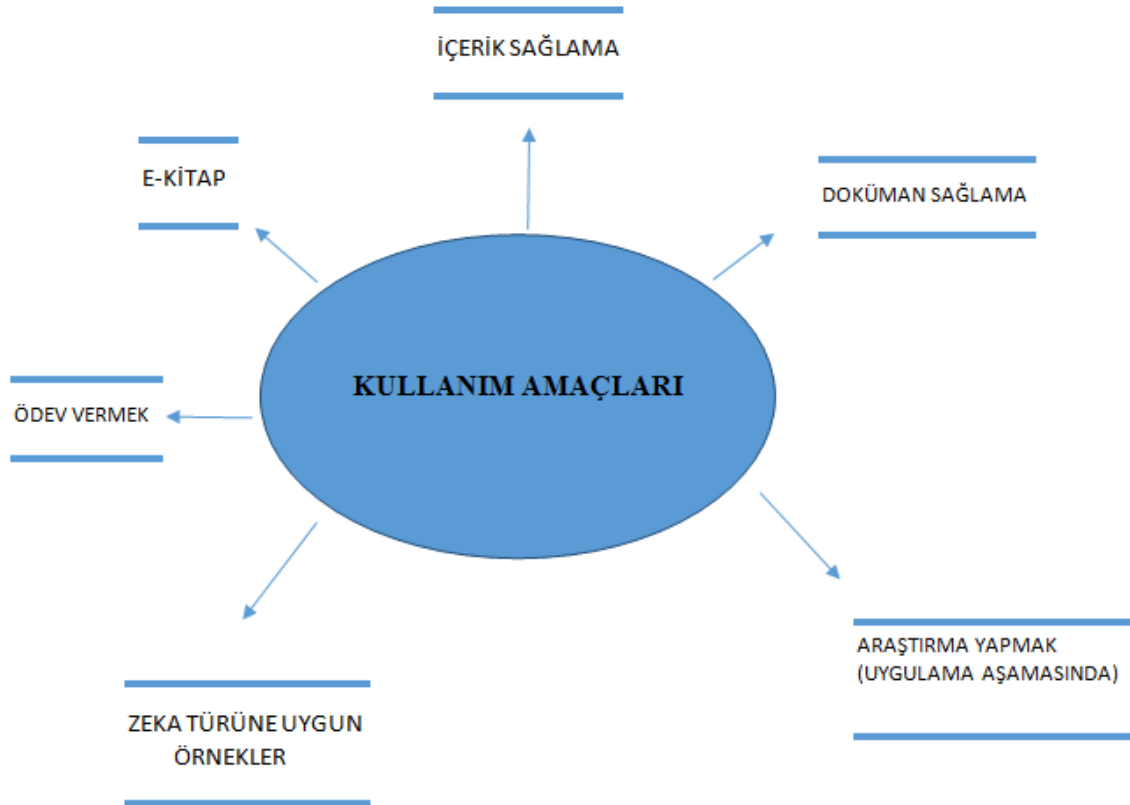 İÇERİK SAĞLAMA
E-KİTAP
DOKÜMAN SAĞLAMA
KULLANIM AMAÇLARI
ÖDEV VERMEK
ARAŞTIRMA YAPMAK
(UYGULAMA AŞAMASINDA)
ZEKA TÜRÜNE UYGUN
ÖRNEKLER